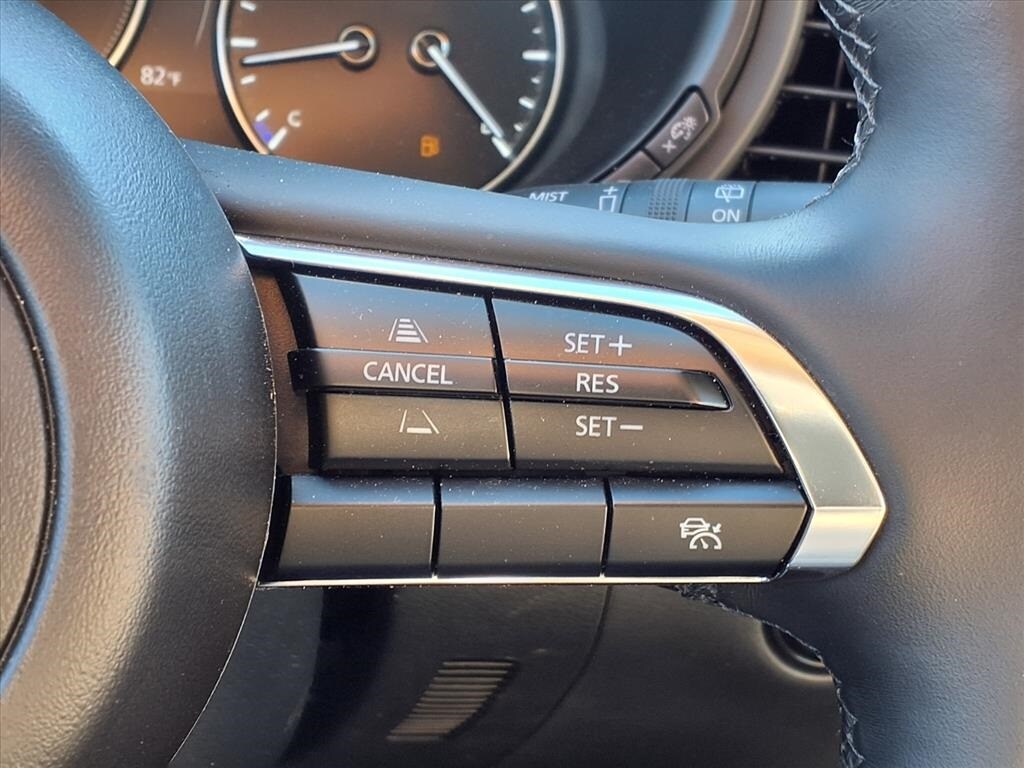 82°F
C
MIST
ON
SET+
CANCEL
RES
SET−